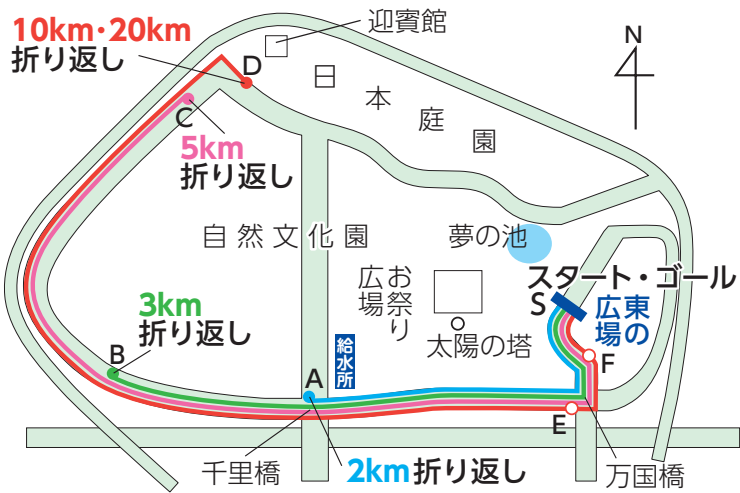 10km・20km
折り返し
迎賓館
N
D
日本庭園
C
5km
折り返し
自然文化園
夢の池
お祭り
広場
スタート・ゴール
S
東の
広場
3km
折り返し
太陽の塔
給水所
B
A
F
E
千里橋
2km折り返し
万国橋